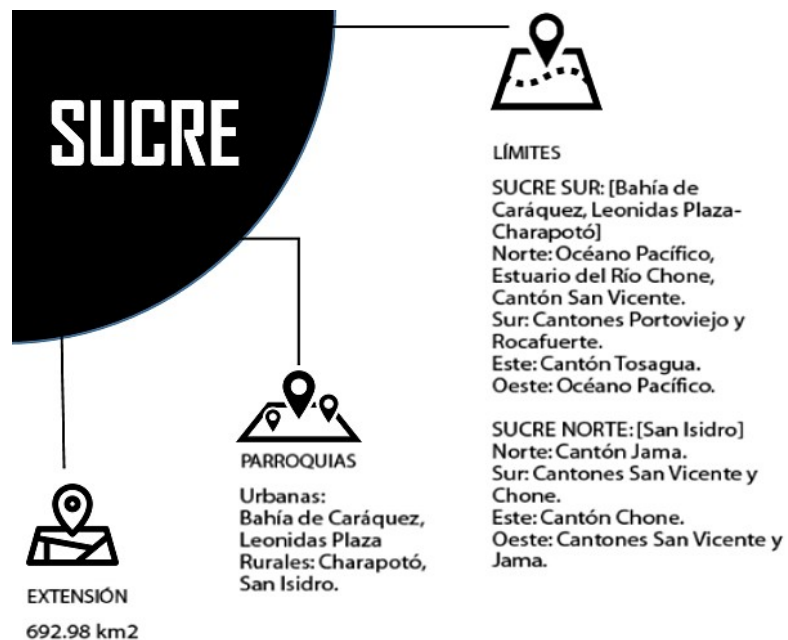 SUCRE
LÍMITES
SUCRE SUR: [Bahía de
Caráquez, Leonidas Plaza-
Charapotó]
Norte: Océano Pacífico,
Estuario del Río Chone,
Cantón San Vicente.
Sur: Cantones Portoviejo y
Rocafuerte.
Este: Cantón Tosagua.
Oeste: Océano Pacífico.
SUCRE NORTE: [San Isidro]
Norte: Cantón Jama.
Sur: Cantones San Vicente y
Chone.
Este: Cantón Chone.
Oeste: Cantones San Vicente y
Jama.
PARROQUIAS
Urbanas:
Bahía de Caráquez,
Leonidas Plaza
Rurales: Charapotó,
San Isidro.
EXTENSIÓN
692.98 km2